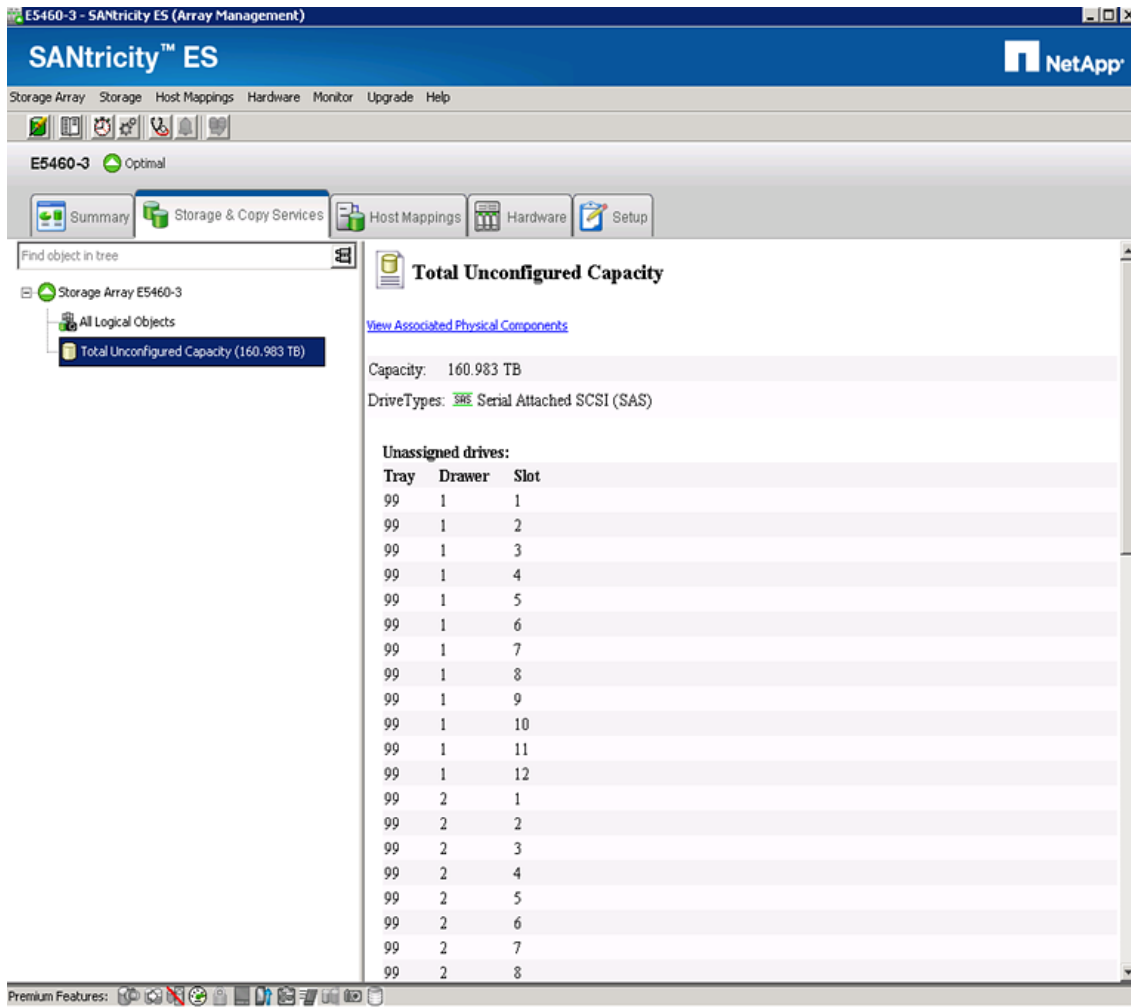 E5460-3 - SANtricity ES (Array Management)
SANtricity™ ES
NetApp
Storage Array Storage Host Mappings Hardware Monitor Upgrade Help
E5460-3 Optimal
Summary Storage & Copy Services Host Mappings Hardware Setup
Find object in tree
Storage Array E5460-3
All Logical Objects
Total Unconfigured Capacity (160.983 TB)
Total Unconfigured Capacity
View Associated Physical Components
Capacity: 160.983 TB
DriveTypes: SAS Serial Attached SCSI (SAS)
Unassigned drives:
Tray Drawer Slot
99 1 1
99 1 2
99 1 3
99 1 4
99 1 5
99 1 6
99 1 7
99 1 8
99 1 9
99 1 10
99 1 11
99 1 12
99 2 1
99 2 2
99 2 3
99 2 4
99 2 5
99 2 6
99 2 7
99 2 8
Premium Features: